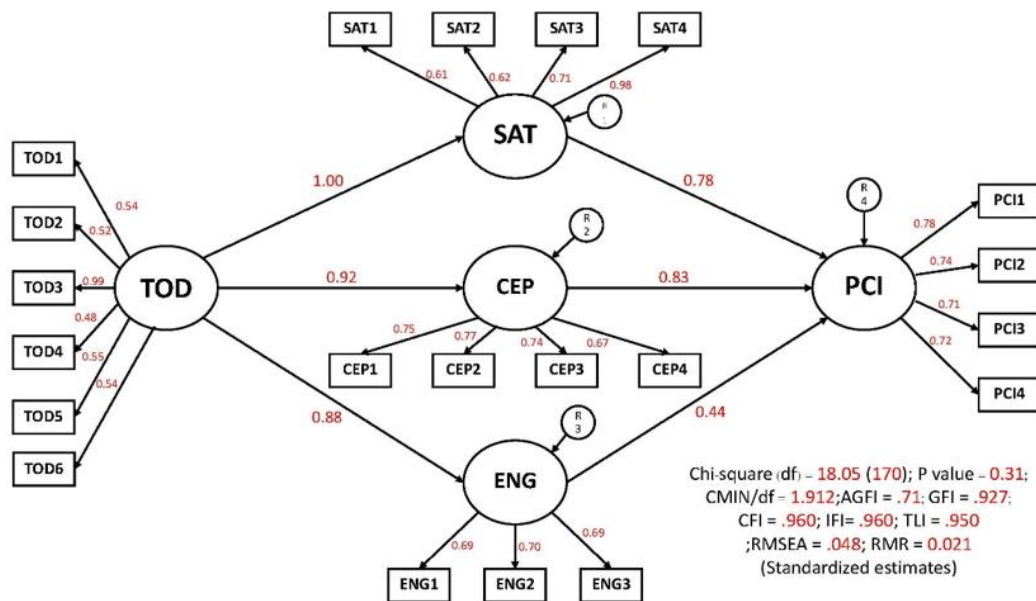 SAT1 SAT2 SAT3 SAT4
0.61 0.62 0.71 0.98
SAT
TOD1
TOD2
TOD3
TOD4
TOD5
TOD6
0.54
0.52
0.99
0.48
0.55
0.54
TOD
1.00
0.92
0.88
R
2
CEP
0.75 0.77 0.74 0.67
CEP1 CEP2 CEP3 CEP4
R
3
ENG
0.69 0.70 0.69
ENG1 ENG2 ENG3
0.78
0.83
0.44
R
4
PCI
0.78
0.74
0.71
0.72
PCI1
PCI2
PCI3
PCI4
Chi-square (df) = 18.05 (170); P value = 0.31;
CMIN/df = 1.912;AGFI = .71; GFI = .927;
CFI = .960; IFI= .960; TLI = .950
;RMSEA = .048; RMR = 0.021
(Standardized estimates)